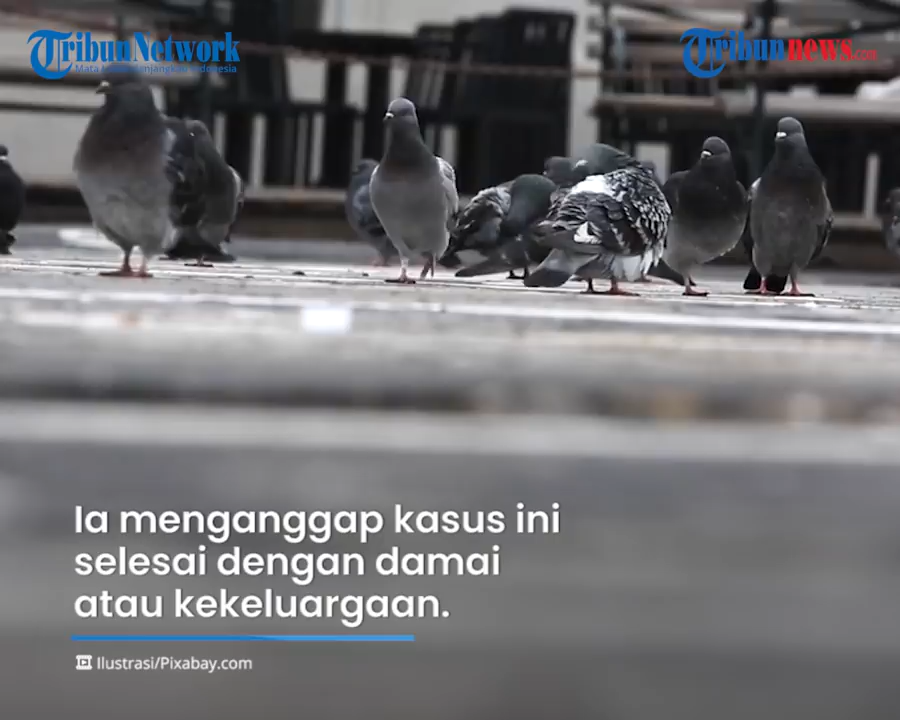 Tribun Network
Tribunnews.com
Ia menganggap kasus ini
selesai dengan damai
atau kekeluargaan.
Ilustrasi/Pixabay.com